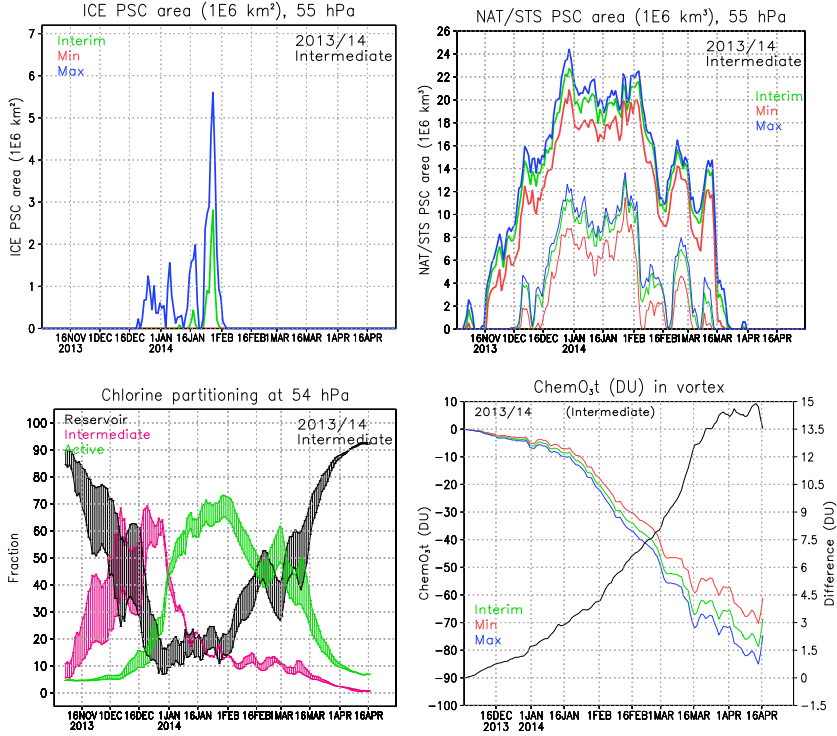 ICE PSC area (1E6 km²), 55 hPa
Interim
Min
Max
2013/14
Intermediate
ICE PSC area (1E6 km²)
7
6
5
4
3
2
1
0
16NOV 1DEC 16DEC 1JAN 16JAN 1FEB 16FEB 1MAR 16MAR 1APR 16APR
2013 2014
NAT/STS PSC area (1E6 km³), 55 hPa
2013/14
Intermediate
Interim
Min
Max
NAT/STS PSC area (1E6 km³)
26
24
22
20
18
16
14
12
10
8
6
4
2
0
16NOV 1DEC 16DEC 1JAN 16JAN 1FEB 16FEB 1MAR 16MAR 1APR 16APR
2013 2014
Chlorine partitioning at 54 hPa
Reservoir
Intermediate
Active
2013/14
Intermediate
Fraction
100
90
80
70
60
50
40
30
20
10
0
16NOV 1DEC 16DEC 1JAN 16JAN 1FEB 16FEB 1MAR 16MAR 1APR 16APR
2013 2014
ChemO₃t (DU) in vortex
2013/14 (Intermediate)
Interim
Min
Max
ChemO₃t (DU)
10
0
-10
-20
-30
-40
-50
-60
-70
-80
-90
-100
Difference (DU)
15
13.5
12
10.5
9
7.5
6
4.5
3
1.5
0
-1.5
16DEC 1JAN 16JAN 1FEB 16FEB 1MAR 16MAR 1APR 16APR
2013 2014